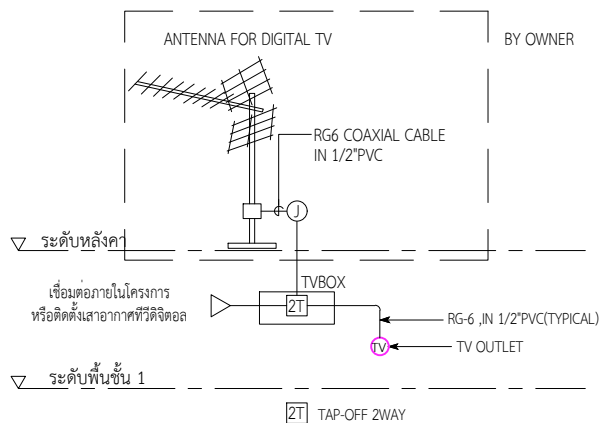 ANTENNA FOR DIGITAL TV
BY OWNER
RG6 COAXIAL CABLE
IN 1/2"PVC
J
ระดับหลังคา
TVBOX
เชื่อมต่อภายในโครงการ
หรือติดตั้งเสาอากาศทีวีดิจิตอล
2T
RG-6 ,IN 1/2"PVC(TYPICAL)
TV
TV OUTLET
ระดับพื้นชั้น 1
2T TAP-OFF 2WAY